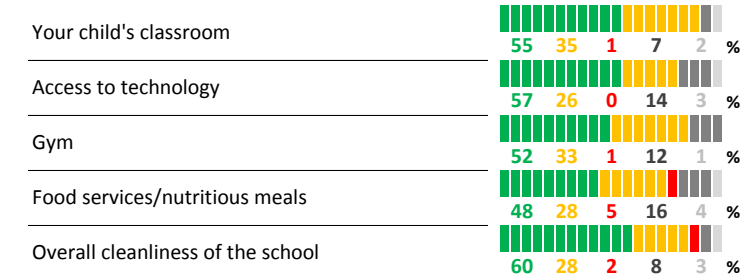 Your child's classroom
55 35 1 7 2 %
Access to technology
57 26 0 14 3 %
Gym
52 33 1 12 1 %
Food services/nutritious meals
48 28 5 16 4 %
Overall cleanliness of the school
60 28 2 8 3 %